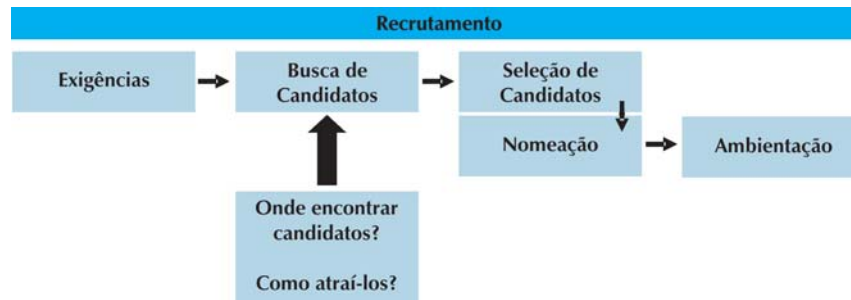 Recrutamento
Exigências
Busca de
Candidatos
Seleção de
Candidatos
Nomeação
Ambientação
Onde encontrar
candidatos?
Como atraí-los?